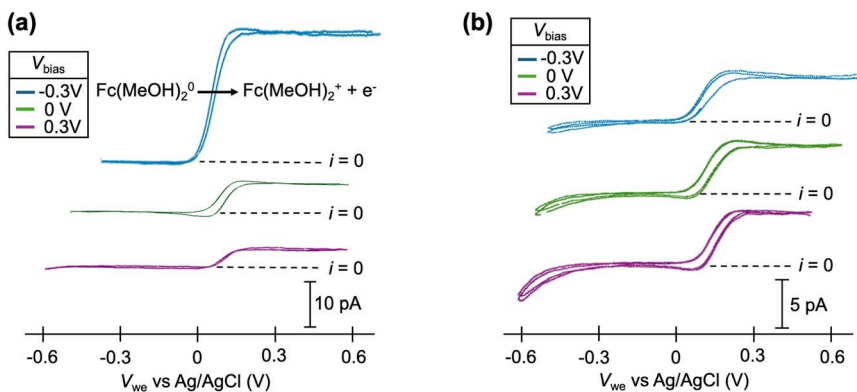 (a)
V_bias
-0.3V
0 V
0.3V
Fc(MeOH)₂⁰ → Fc(MeOH)₂⁺ + e⁻
i = 0
i = 0
i = 0
10 pA
-0.6 -0.3 0 0.3 0.6
V_we vs Ag/AgCl (V)
(b)
V_bias
-0.3V
0 V
0.3V
i = 0
i = 0
i = 0
5 pA
-0.6 -0.3 0 0.3 0.6
V_we vs Ag/AgCl (V)